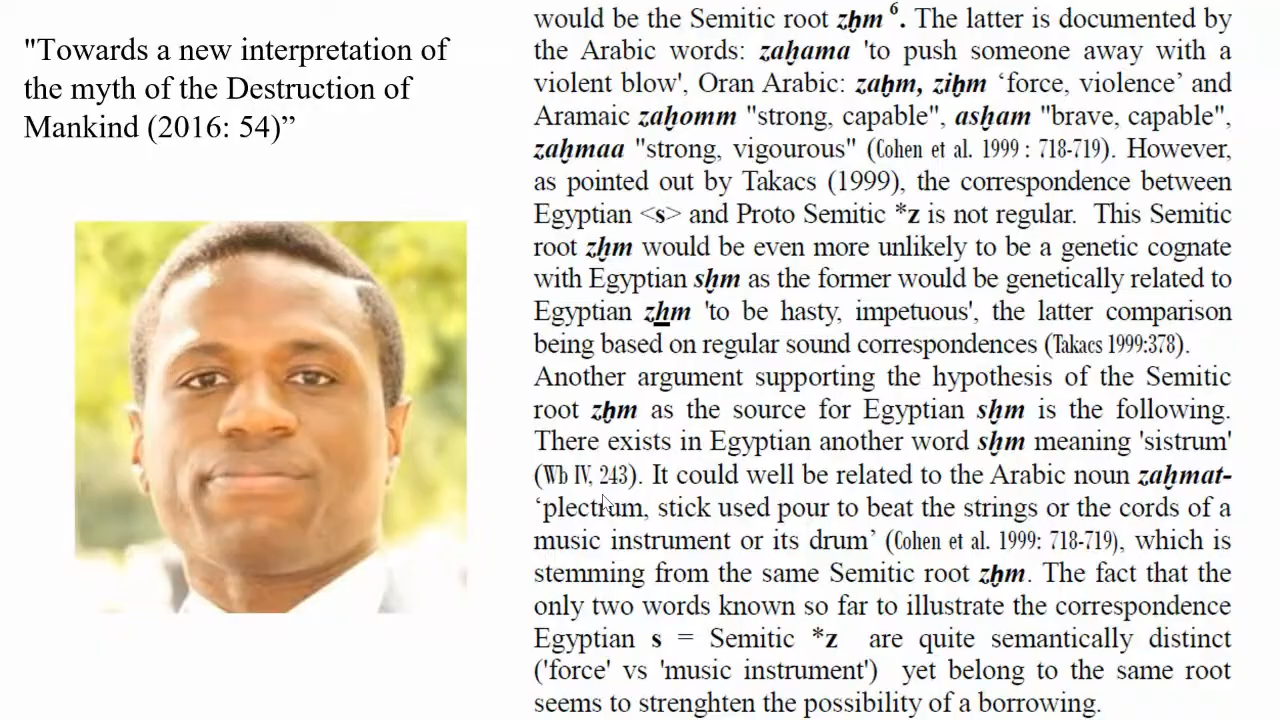 "Towards a new interpretation of
the myth of the Destruction of
Mankind (2016: 54)”
would be the Semitic root zḫm ⁶. The latter is documented by
the Arabic words: zaḫama 'to push someone away with a
violent blow', Oran Arabic: zaḫm, ziḫm ‘force, violence’ and
Aramaic zaḫomm "strong, capable", asḫam "brave, capable",
zaḫmaa "strong, vigourous" (Cohen et al. 1999 : 718-719). However,
as pointed out by Takacs (1999), the correspondence between
Egyptian <s> and Proto Semitic *z is not regular. This Semitic
root zḫm would be even more unlikely to be a genetic cognate
with Egyptian sḫm as the former would be genetically related to
Egyptian zẖm 'to be hasty, impetuous', the latter comparison
being based on regular sound correspondences (Takacs 1999:378).
Another argument supporting the hypothesis of the Semitic
root zḫm as the source for Egyptian sḫm is the following.
There exists in Egyptian another word sḫm meaning 'sistrum'
(Wb IV, 243). It could well be related to the Arabic noun zaḫmat-
‘plectrum, stick used pour to beat the strings or the cords of a
music instrument or its drum’ (Cohen et al. 1999: 718-719), which is
stemming from the same Semitic root zḫm. The fact that the
only two words known so far to illustrate the correspondence
Egyptian s = Semitic *z are quite semantically distinct
('force' vs 'music instrument') yet belong to the same root
seems to strenghten the possibility of a borrowing.